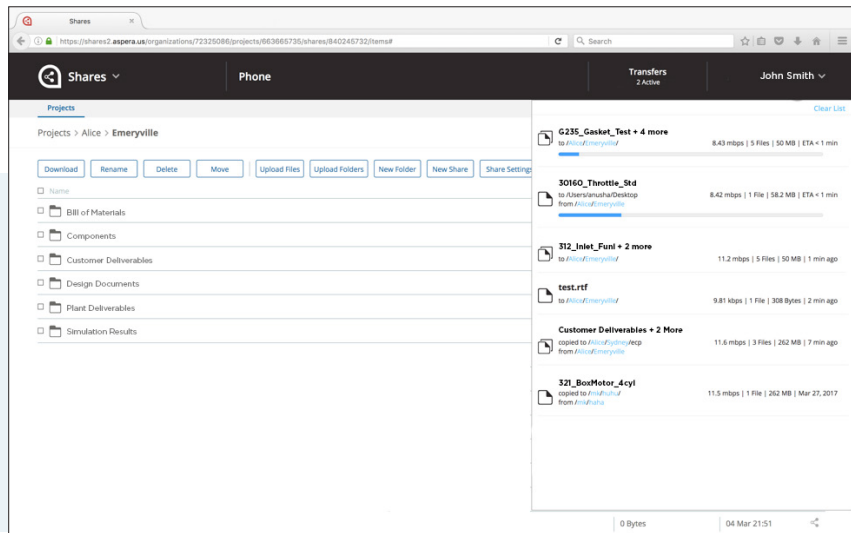 Shares
https://shares2.aspera.us/organizations/72325086/projects/663665735/shares/840245732/items#
Search
Shares
Phone
Transfers
2 Active
John Smith
Projects
Clear List
Projects > Alice > Emeryville
Download Rename Delete Move Upload Files Upload Folders New Folder New Share Share Settings
Name
Bill of Materials
Components
Customer Deliverables
Design Documents
Plant Deliverables
Simulation Results
G235_Gasket_Test + 4 more
to /Alice/Emeryville/
8.43 mbps | 5 Files | 50 MB | ETA < 1 min
30160_Throttle_Std
to /Users/anusha/Desktop
8.42 mbps | 1 File | 58.2 MB | ETA < 1 min
from /Alice/Emeryville
312_Inlet_Funl + 2 more
to /Alice/Emeryville/
11.2 mbps | 5 Files | 50 MB | 1 min ago
test.rtf
to /Alice/Emeryville/
9.81 kbps | 1 File | 308 Bytes | 2 min ago
Customer Deliverables + 2 More
copied to /Alice/Sydney/ecp
11.6 mbps | 3 Files | 262 MB | 7 min ago
from /Alice/Emeryville
321_BoxMotor_4cyl
copied to /mk/huhu/
11.5 mbps | 1 File | 262 MB | Mar 27, 2017
from /mk/haha
0 Bytes
04 Mar 21:51